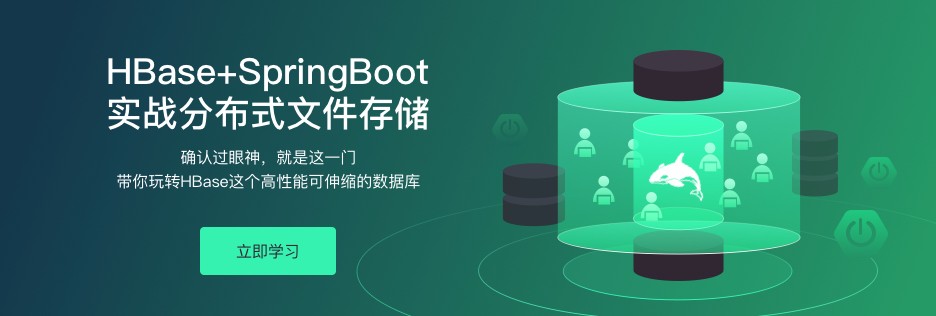 HBase+SpringBoot
实战分布式文件存储
确认过眼神，就是这一门
带你玩转HBase这个高性能可伸缩的数据库
立即学习